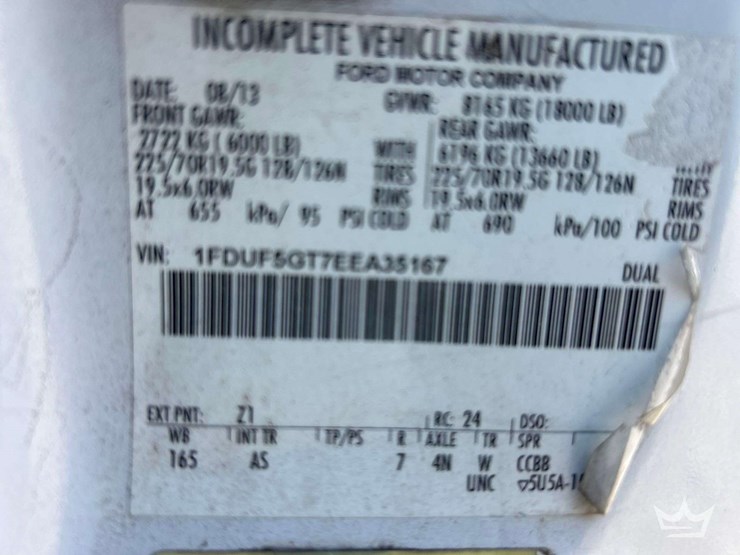 INCOMPLETE VEHICLE MANUFACTURED
FORD MOTOR COMPANY
DATE: 08/13 GVWR: 8165 KG (18000 LB)
FRONT GAWR: REAR GAWR:
2722 KG ( 6000 LB) WITH 6196 KG (13660 LB)
225/70R19.5G 128/126N TIRES 225/70R19.5G 128/126N TIRES
19.5x6.0RW RIMS 19.5x6.0RW RIMS
AT 655 kPa/ 95 PSI COLD AT 690 kPa/100 PSI COLD
VIN: 1FDUF5GT7EEA35167 DUAL
EXT PNT: Z1 RC: 24 DSO:
WB INT TR TP/PS R AXLE TR SPR
165 AS 7 4N W CCBB
UNC ▽5U5A-1